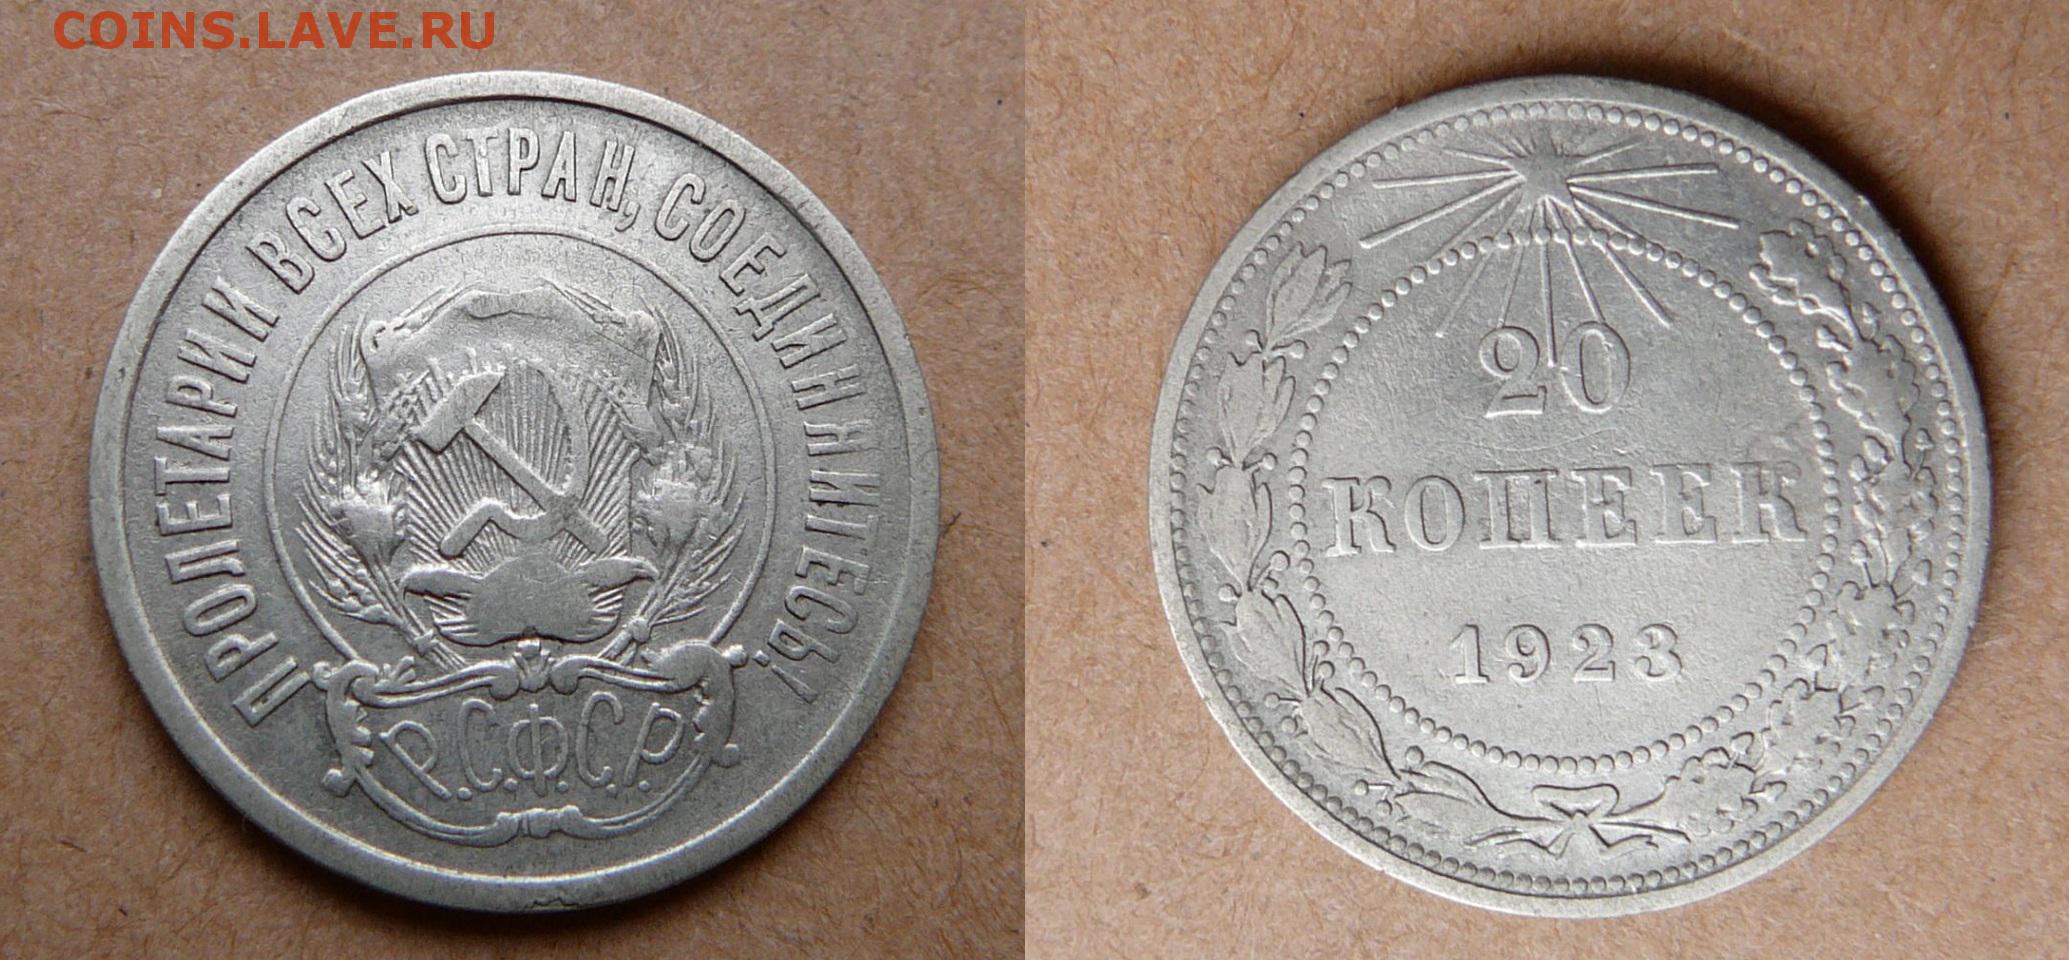 COINS.LAVE.RU
ПРОЛЕТАРИИ ВСЕХ СТРАН, СОЕДИНЯЙТЕСЬ!
Р.С.Ф.С.Р.
20
КОПЕЕК
1923